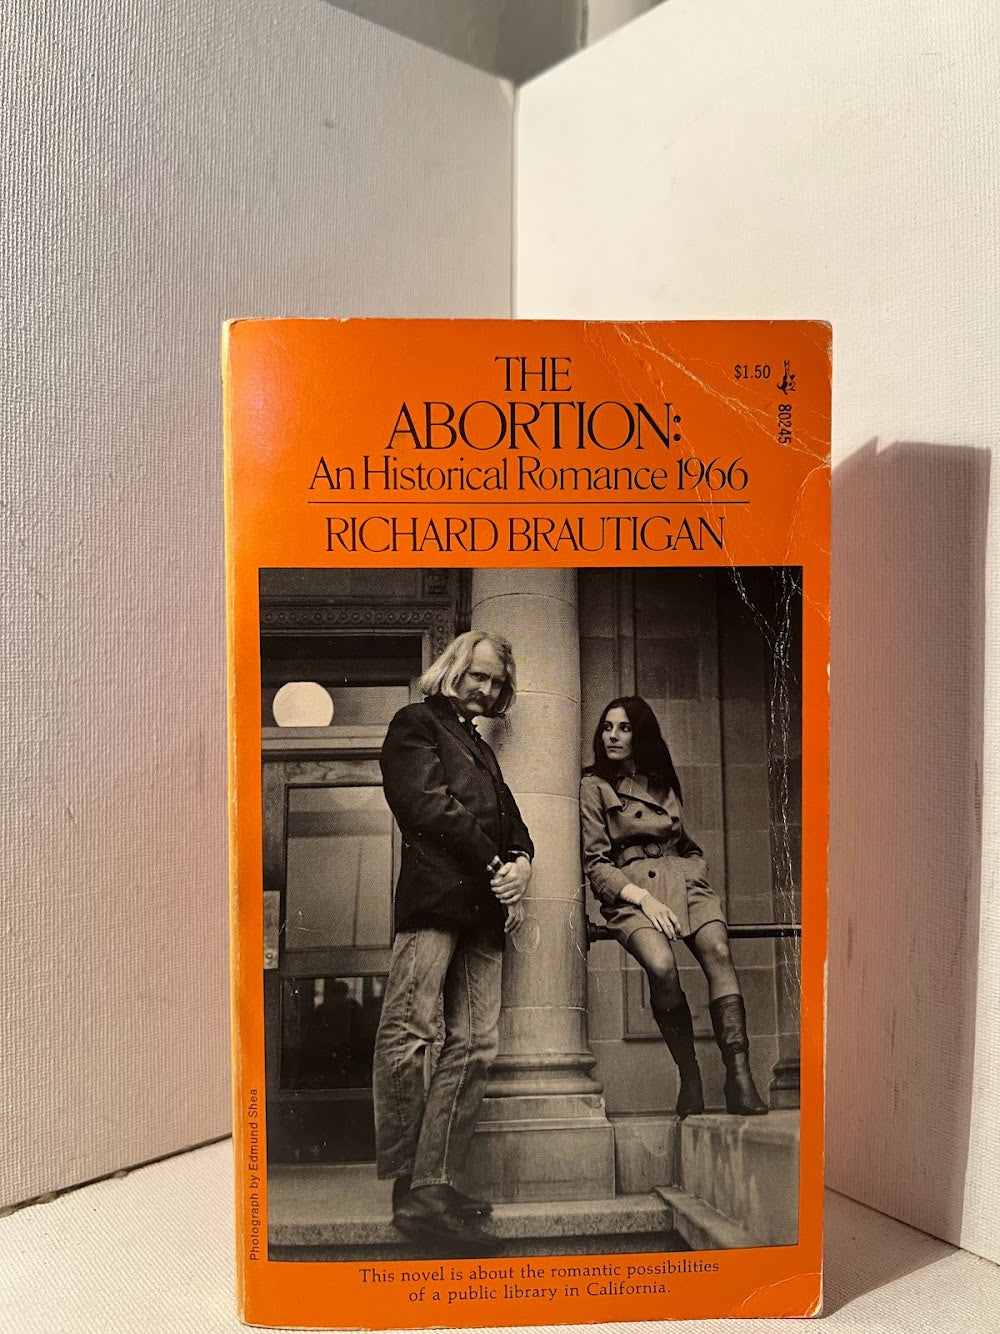 THE
ABORTION:
An Historical Romance 1966
RICHARD BRAUTIGAN
$1.50
80245
Photograph by Edmund Shea
This novel is about the romantic possibilities
of a public library in California.